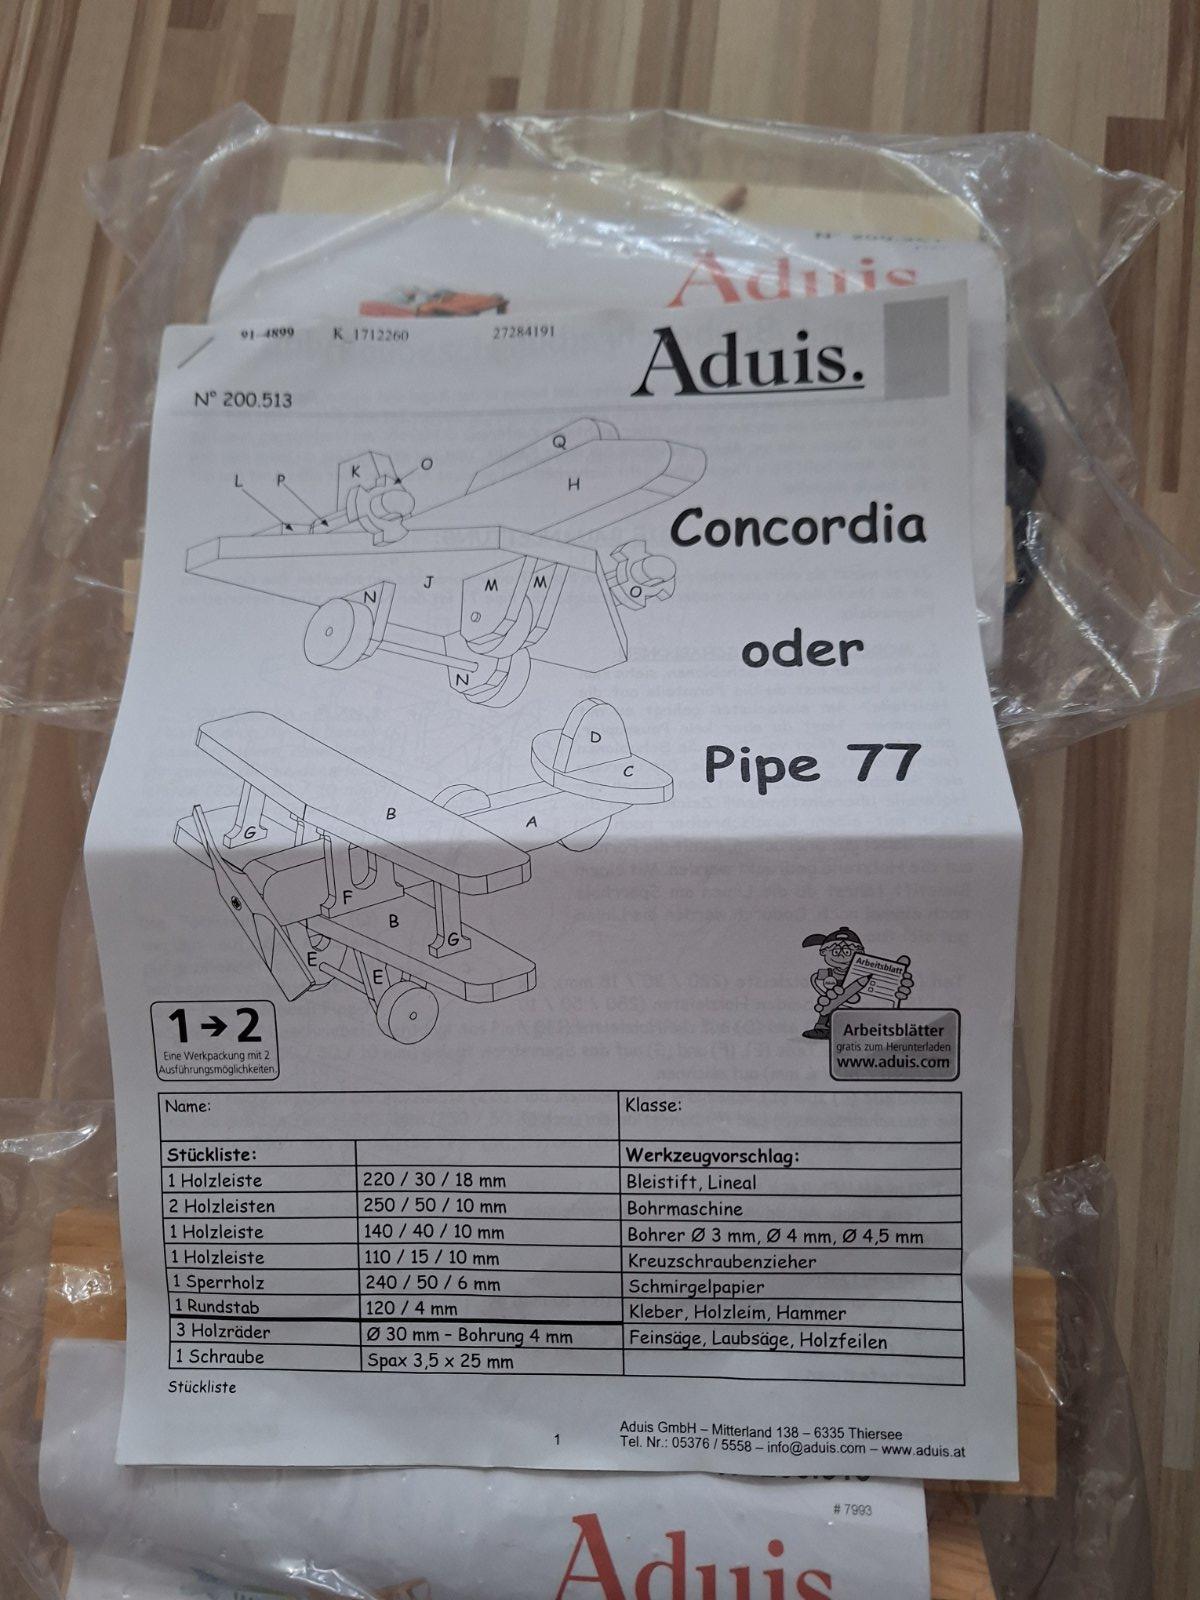 Aduis
91-4899 K_1712260 27284191
Aduis.
N° 200.513
Q
K
O
L
P
H
Concordia
J
M
M
N
O
N
oder
D
Pipe 77
C
B
A
G
F
B
G
E
E
Arbeitsblatt
1 → 2
Eine Werkpackung mit 2
Ausführungsmöglichkeiten.
Arbeitsblätter
gratis zum Herunterladen
www.aduis.com
Name: Klasse:
Stückliste: Werkzeugvorschlag:
1 Holzleiste 220 / 30 / 18 mm Bleistift, Lineal
2 Holzleisten 250 / 50 / 10 mm Bohrmaschine
1 Holzleiste 140 / 40 / 10 mm Bohrer Ø 3 mm, Ø 4 mm, Ø 4,5 mm
1 Holzleiste 110 / 15 / 10 mm Kreuzschraubenzieher
1 Sperrholz 240 / 50 / 6 mm Schmirgelpapier
1 Rundstab 120 / 4 mm Kleber, Holzleim, Hammer
3 Holzräder Ø 30 mm - Bohrung 4 mm Feinsäge, Laubsäge, Holzfeilen
1 Schraube Spax 3,5 x 25 mm
Stückliste
1
Aduis GmbH – Mitterland 138 – 6335 Thiersee
Tel. Nr.: 05376 / 5558 – info@aduis.com – www.aduis.at
# 7993
Aduis